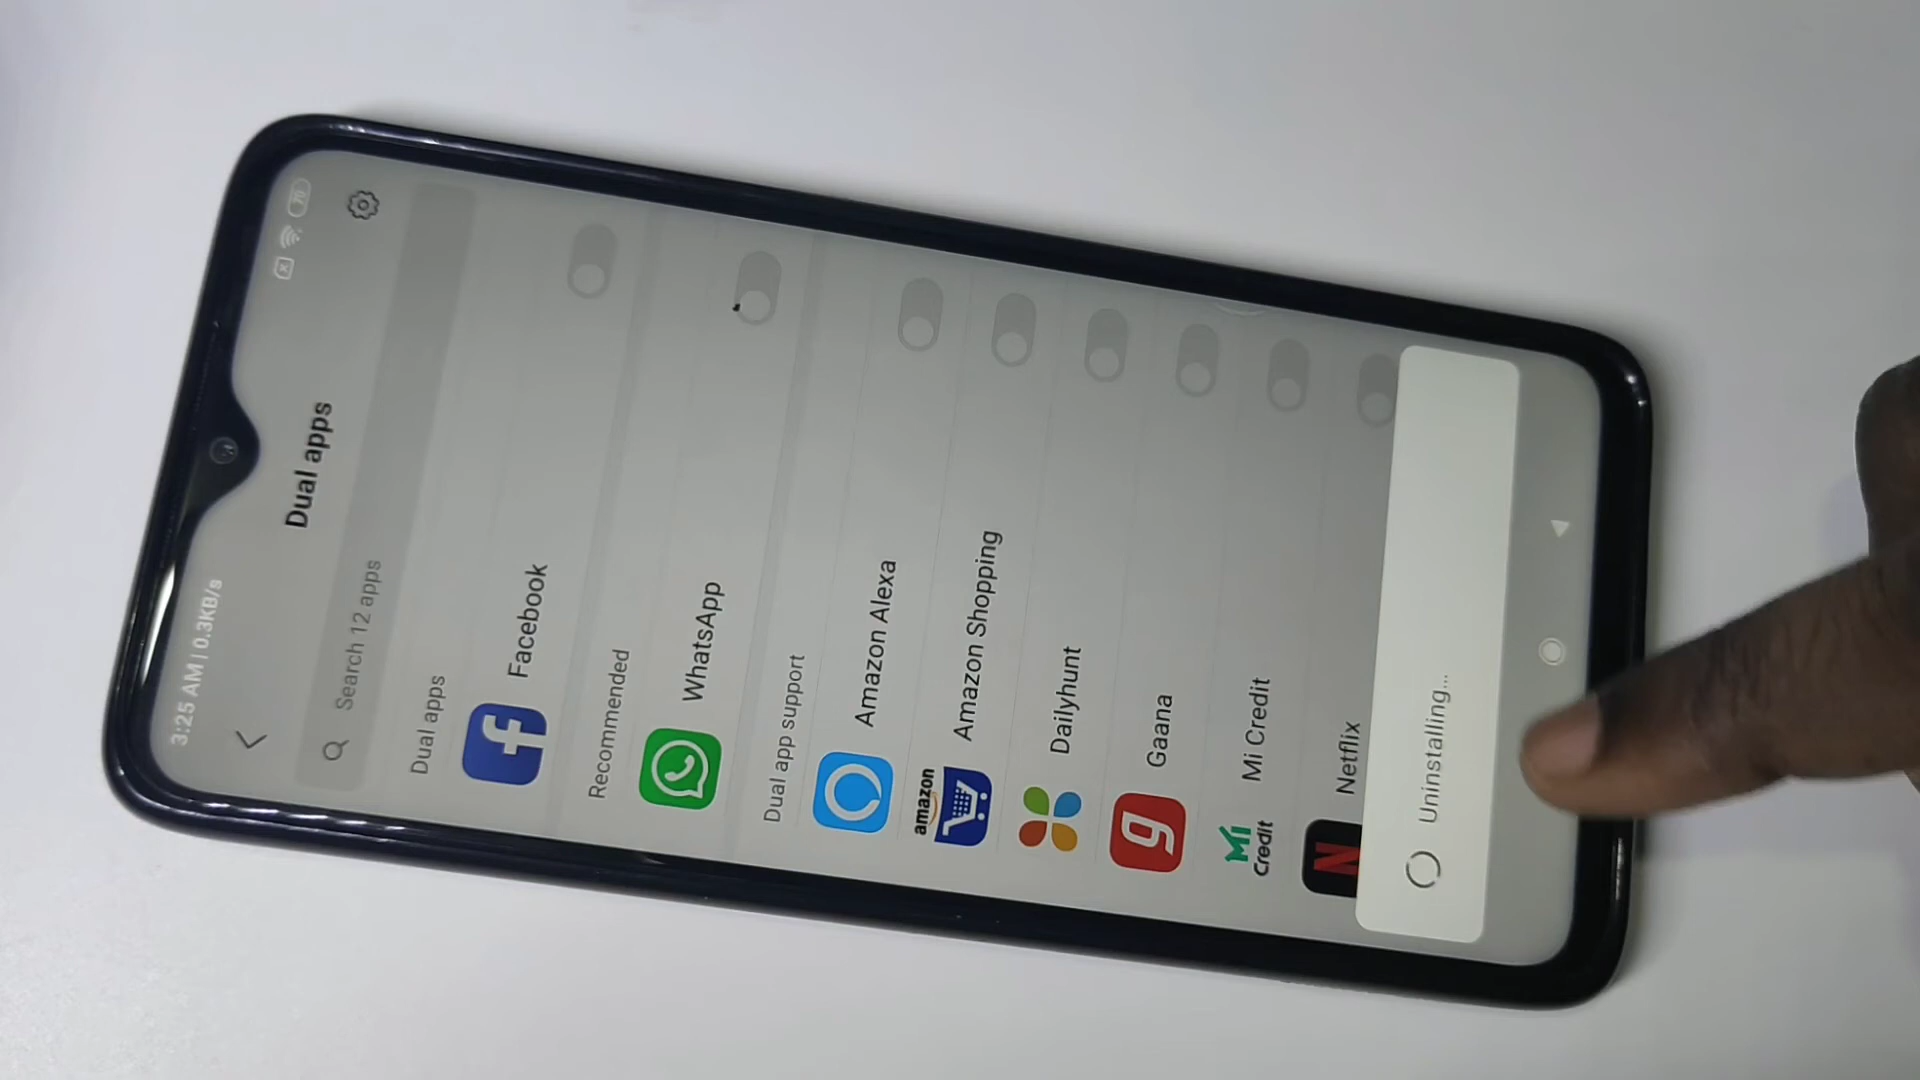 3:25 AM | 0.3KB/s
70
Dual apps
Search 12 apps
Dual apps
Facebook
Recommended
WhatsApp
Dual app support
Amazon Alexa
amazon
Amazon Shopping
Dailyhunt
g
Gaana
Mi
Credit
Mi Credit
N
Netflix
Uninstalling...